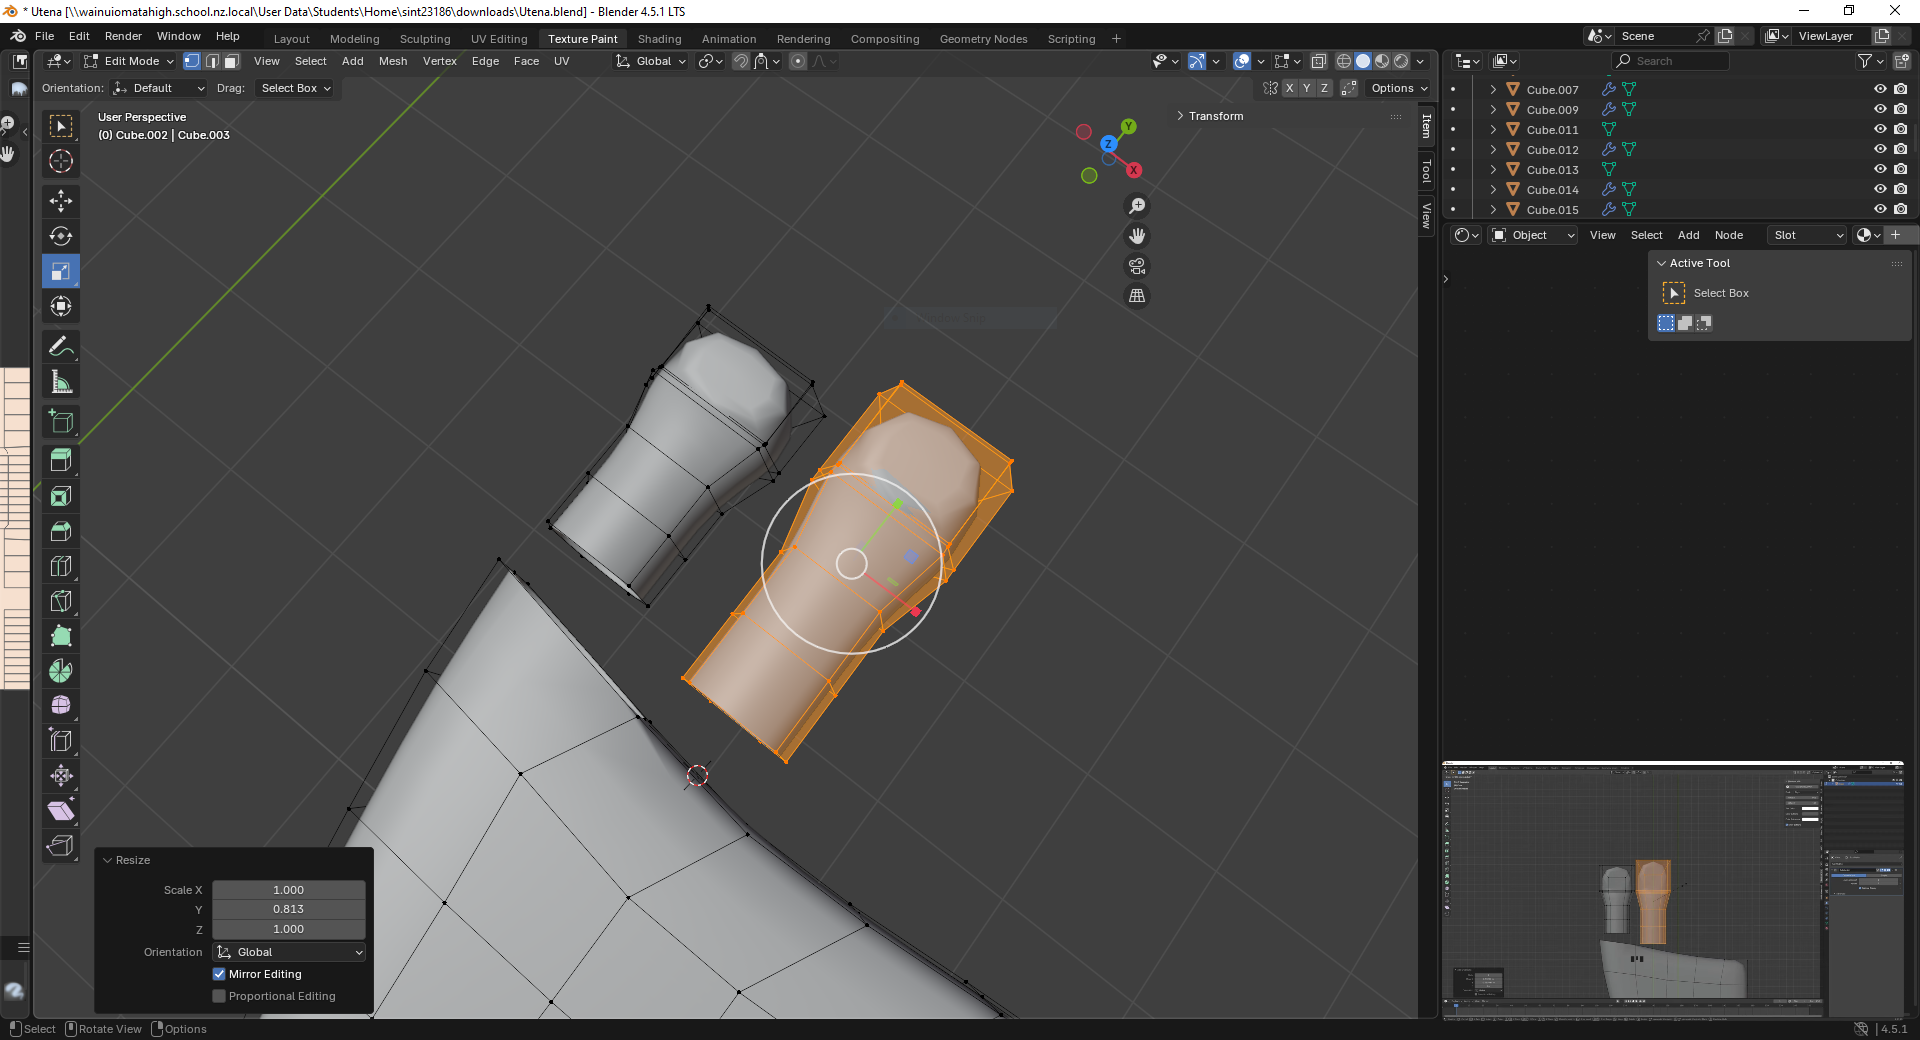 * Utena [\\wainuiomatahigh.school.nz.local\User Data\Students\Home\sint23186\downloads\Utena.blend] - Blender 4.5.1 LTS
File Edit Render Window Help Layout Modeling Sculpting UV Editing Texture Paint Shading Animation Rendering Compositing Geometry Nodes Scripting + Scene ViewLayer
Edit Mode View Select Add Mesh Vertex Edge Face UV Global Search
Orientation: Default Drag: Select Box X Y Z Options
User Perspective
(0) Cube.002 | Cube.003
Transform
Item
Tool
View
Y
Z
X
Cube.007
Cube.009
Cube.011
Cube.012
Cube.013
Cube.014
Cube.015
Object View Select Add Node Slot
Active Tool
Select Box
Resize
Scale X 1.000
Y 0.813
Z 1.000
Orientation Global
Mirror Editing
Proportional Editing
Select Rotate View Options 4.5.1